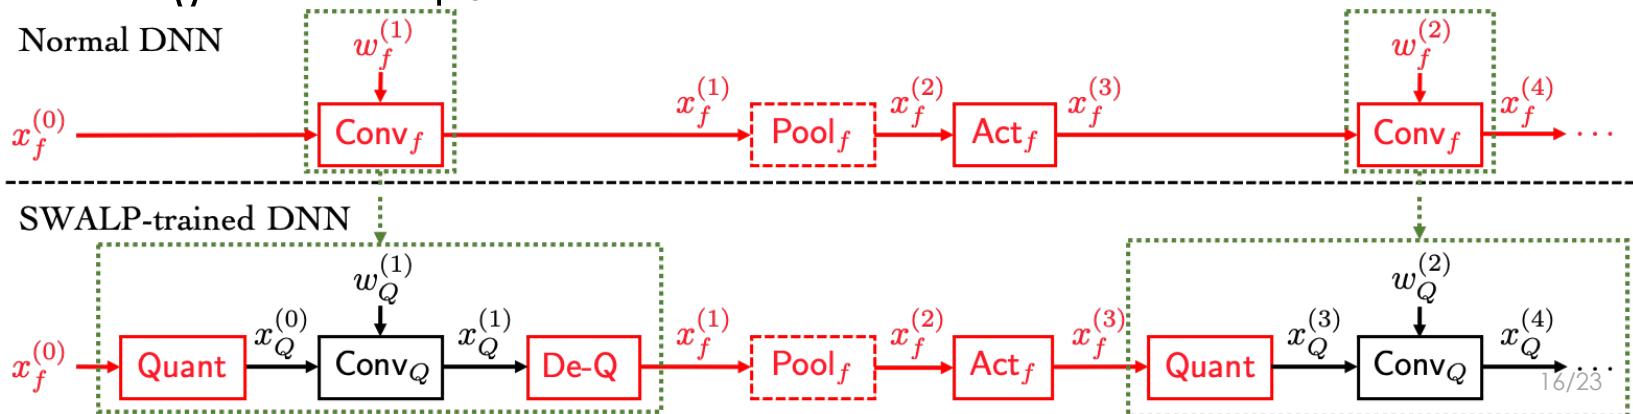 ()
Normal DNN
w_f^{(1)} w_f^{(2)}
x_f^{(0)} Conv_f x_f^{(1)} Pool_f x_f^{(2)} Act_f x_f^{(3)} Conv_f x_f^{(4)} ...
SWALP-trained DNN
w_Q^{(1)} w_Q^{(2)}
x_f^{(0)} Quant x_Q^{(0)} Conv_Q x_Q^{(1)} De-Q x_f^{(1)} Pool_f x_f^{(2)} Act_f x_f^{(3)} Quant x_Q^{(3)} Conv_Q x_Q^{(4)} ...
16/23